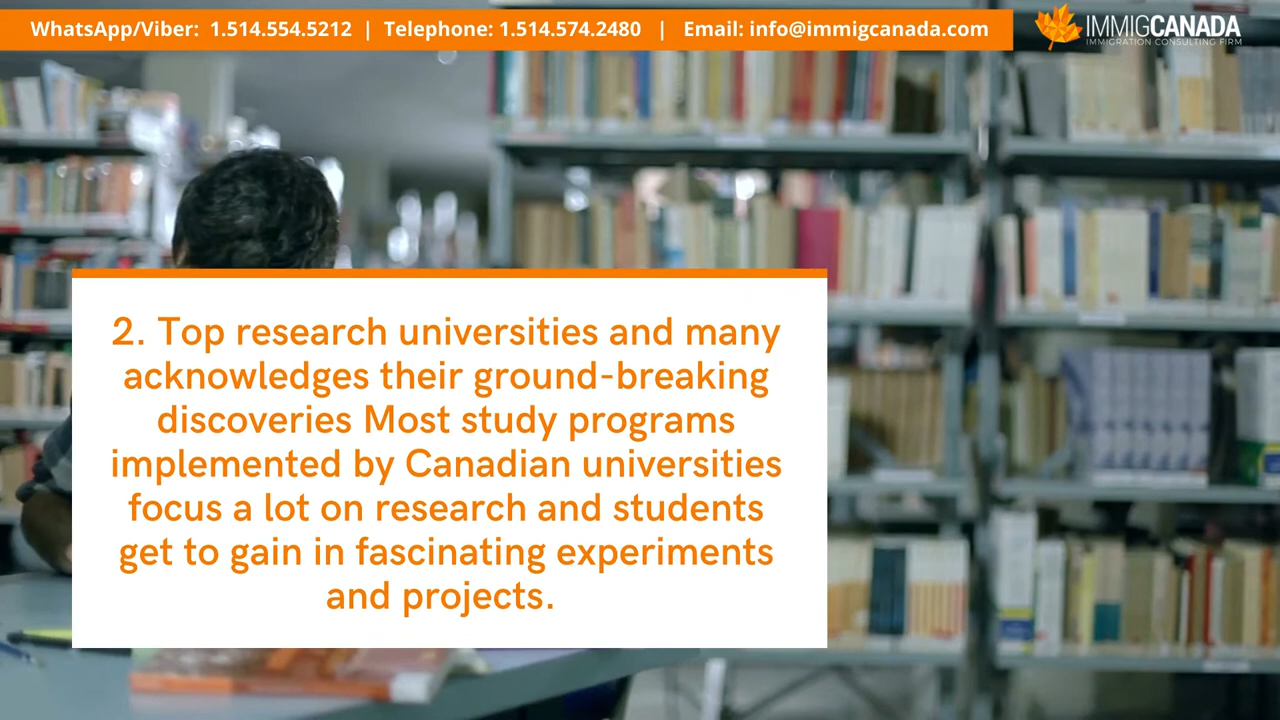 WhatsApp/Viber: 1.514.554.5212 | Telephone: 1.514.574.2480 | Email: info@immigcanada.com
IMMIGCANADA
IMMIGRATION CONSULTING FIRM
2. Top research universities and many
acknowledges their ground-breaking
discoveries Most study programs
implemented by Canadian universities
focus a lot on research and students
get to gain in fascinating experiments
and projects.